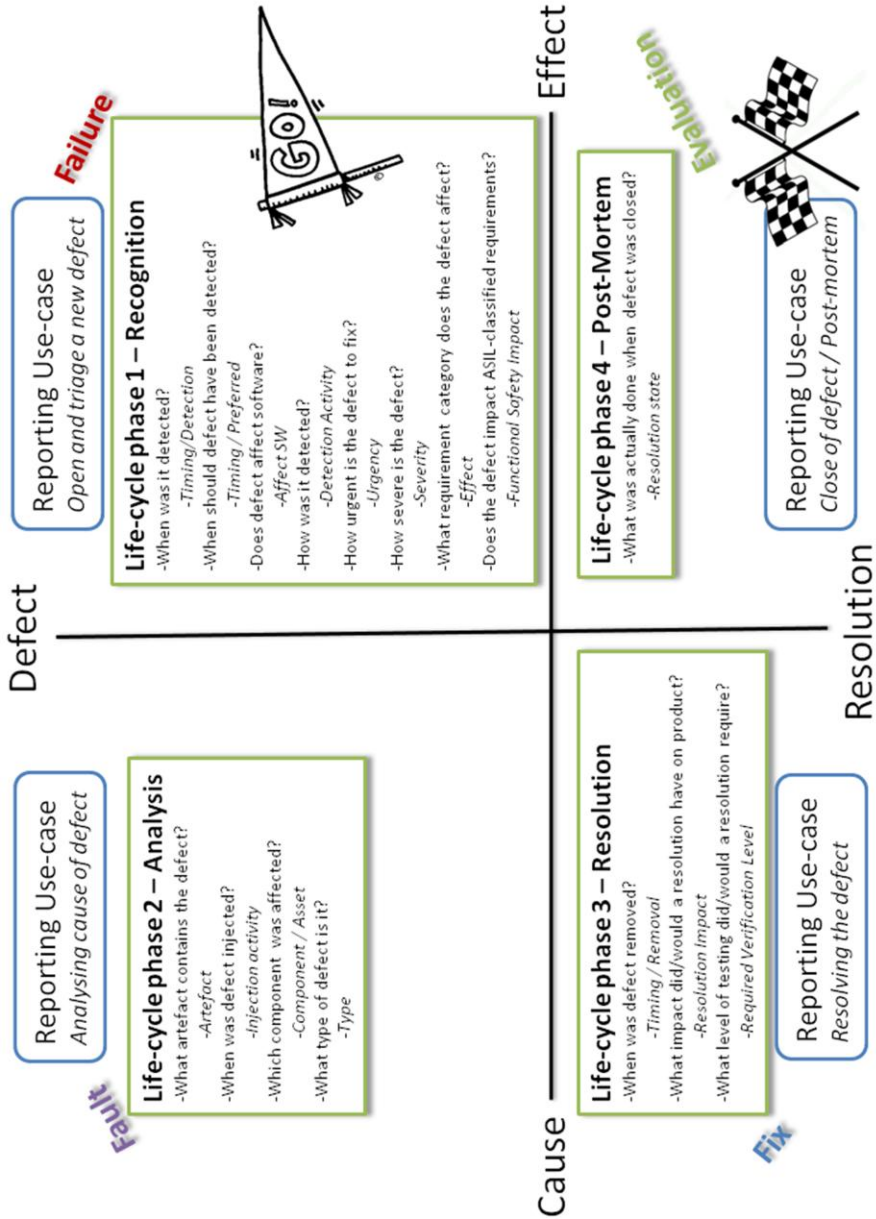 Defect
Reporting Use-case
Analysing cause of defect
Fault
Life-cycle phase 2 – Analysis
-What artefact contains the defect?
-Artefact
-When was defect injected?
-Injection activity
-Which component was affected?
-Component / Asset
-What type of defect is it?
-Type
Reporting Use-case
Open and triage a new defect
Failure
Life-cycle phase 1 – Recognition
-When was it detected?
-Timing/Detection
-When should defect have been detected?
-Timing / Preferred
-Does defect affect software?
-Affect SW
-How was it detected?
-Detection Activity
-How urgent is the defect to fix?
-Urgency
-How severe is the defect?
-Severity
-What requirement category does the defect affect?
-Effect
-Does the defect impact ASIL-classified requirements?
-Functional Safety Impact
GO!
©
Cause
Effect
Life-cycle phase 3 – Resolution
-When was defect removed?
-Timing / Removal
-What impact did/would a resolution have on product?
-Resolution Impact
-What level of testing did/would a resolution require?
-Required Verification Level
Fix
Reporting Use-case
Resolving the defect
Life-cycle phase 4 – Post-Mortem
-What was actually done when defect was closed?
-Resolution state
Evaluation
Reporting Use-case
Close of defect / Post-mortem
Resolution